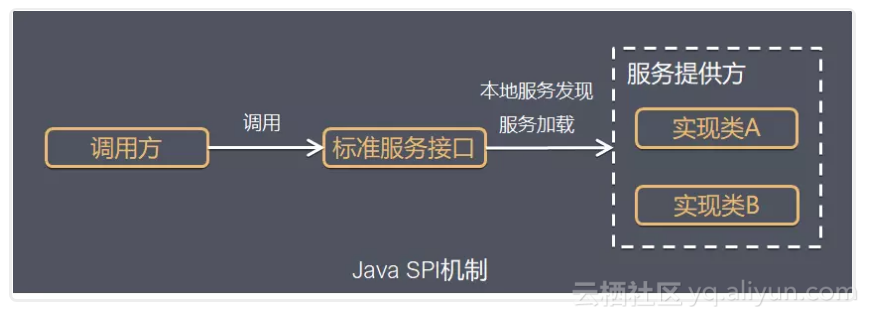 服务提供方
本地服务发现
调用
服务加载
实现类A
调用方
标准服务接口
实现类B
Java SPI机制
云栖社区 yq.aliyun.com